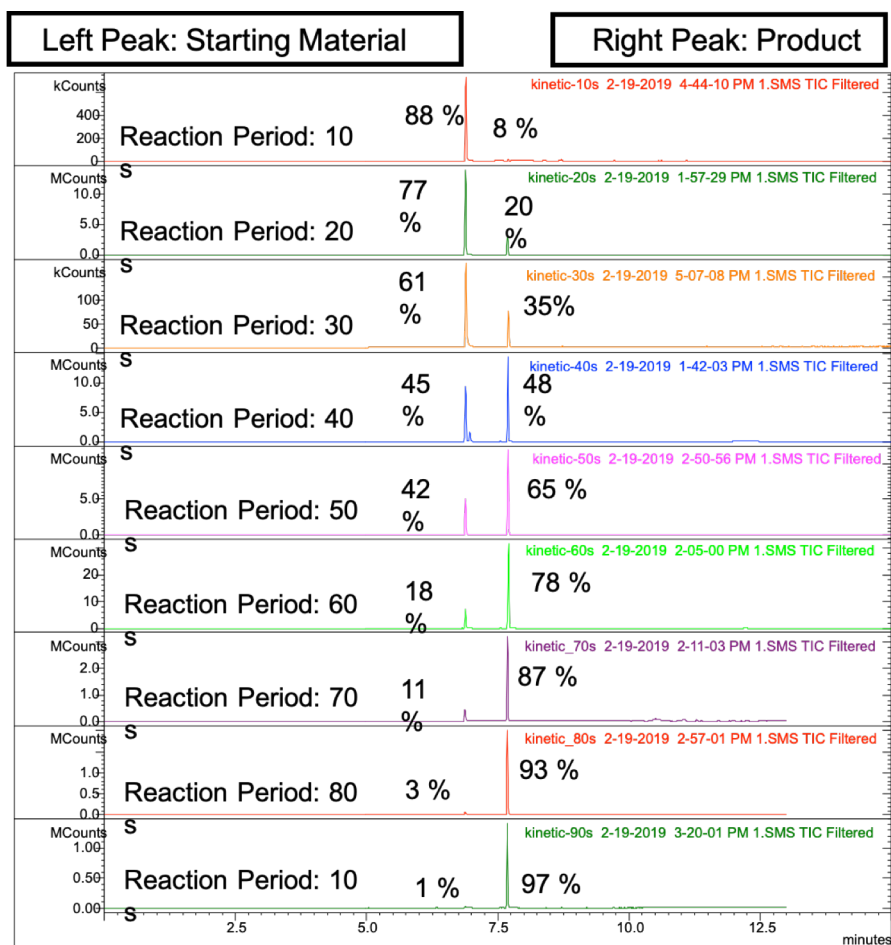 Left Peak: Starting Material
Right Peak: Product
kCounts
kinetic-10s 2-19-2019 4-44-10 PM 1.SMS TIC Filtered
400
200
0
Reaction Period: 10
s
88 %
8 %
MCounts
kinetic-20s 2-19-2019 1-57-29 PM 1.SMS TIC Filtered
10.0
5.0
0.0
Reaction Period: 20
s
77
%
20
%
kCounts
kinetic-30s 2-19-2019 5-07-08 PM 1.SMS TIC Filtered
100
50
0
Reaction Period: 30
s
61
%
35%
MCounts
kinetic-40s 2-19-2019 1-42-03 PM 1.SMS TIC Filtered
10.0
5.0
0.0
Reaction Period: 40
s
45
%
48
%
MCounts
kinetic-50s 2-19-2019 2-50-56 PM 1.SMS TIC Filtered
5.0
0.0
Reaction Period: 50
s
42
%
65 %
MCounts
kinetic-60s 2-19-2019 2-05-00 PM 1.SMS TIC Filtered
20
10
0
Reaction Period: 60
s
18
%
78 %
MCounts
kinetic_70s 2-19-2019 2-11-03 PM 1.SMS TIC Filtered
2.0
1.0
0.0
Reaction Period: 70
s
11
%
87 %
MCounts
kinetic_80s 2-19-2019 2-57-01 PM 1.SMS TIC Filtered
1.0
0.5
0.0
Reaction Period: 80
s
3 %
93 %
MCounts
kinetic-90s 2-19-2019 3-20-01 PM 1.SMS TIC Filtered
1.00
0.50
0.00
Reaction Period: 10
s
1 %
97 %
2.5
5.0
7.5
10.0
12.5
minutes